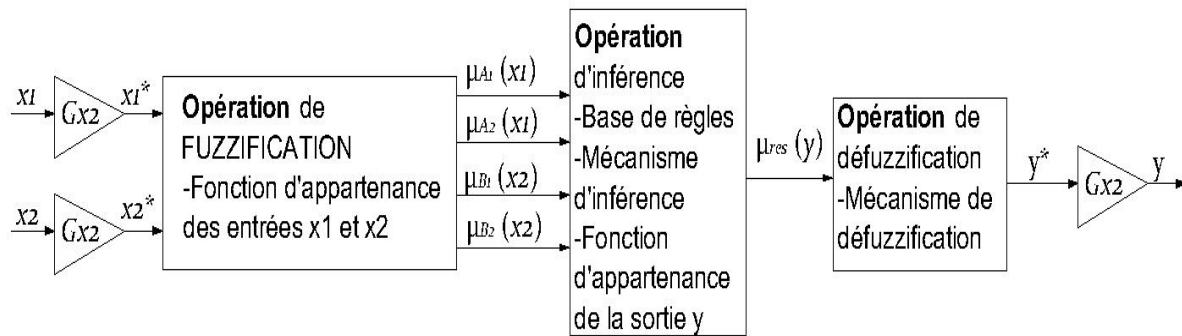 x1
Gx2
x1*
x2
Gx2
x2*
Opération de
FUZZIFICATION
-Fonction d'appartenance
des entrées x1 et x2
μA1 (x1)
μA2 (x1)
μB1 (x2)
μB2 (x2)
Opération
d'inférence
-Base de règles
-Mécanisme
d'inférence
-Fonction
d'appartenance
de la sortie y
μres (y)
Opération de
défuzzification
-Mécanisme de
défuzzification
y*
Gx2
y